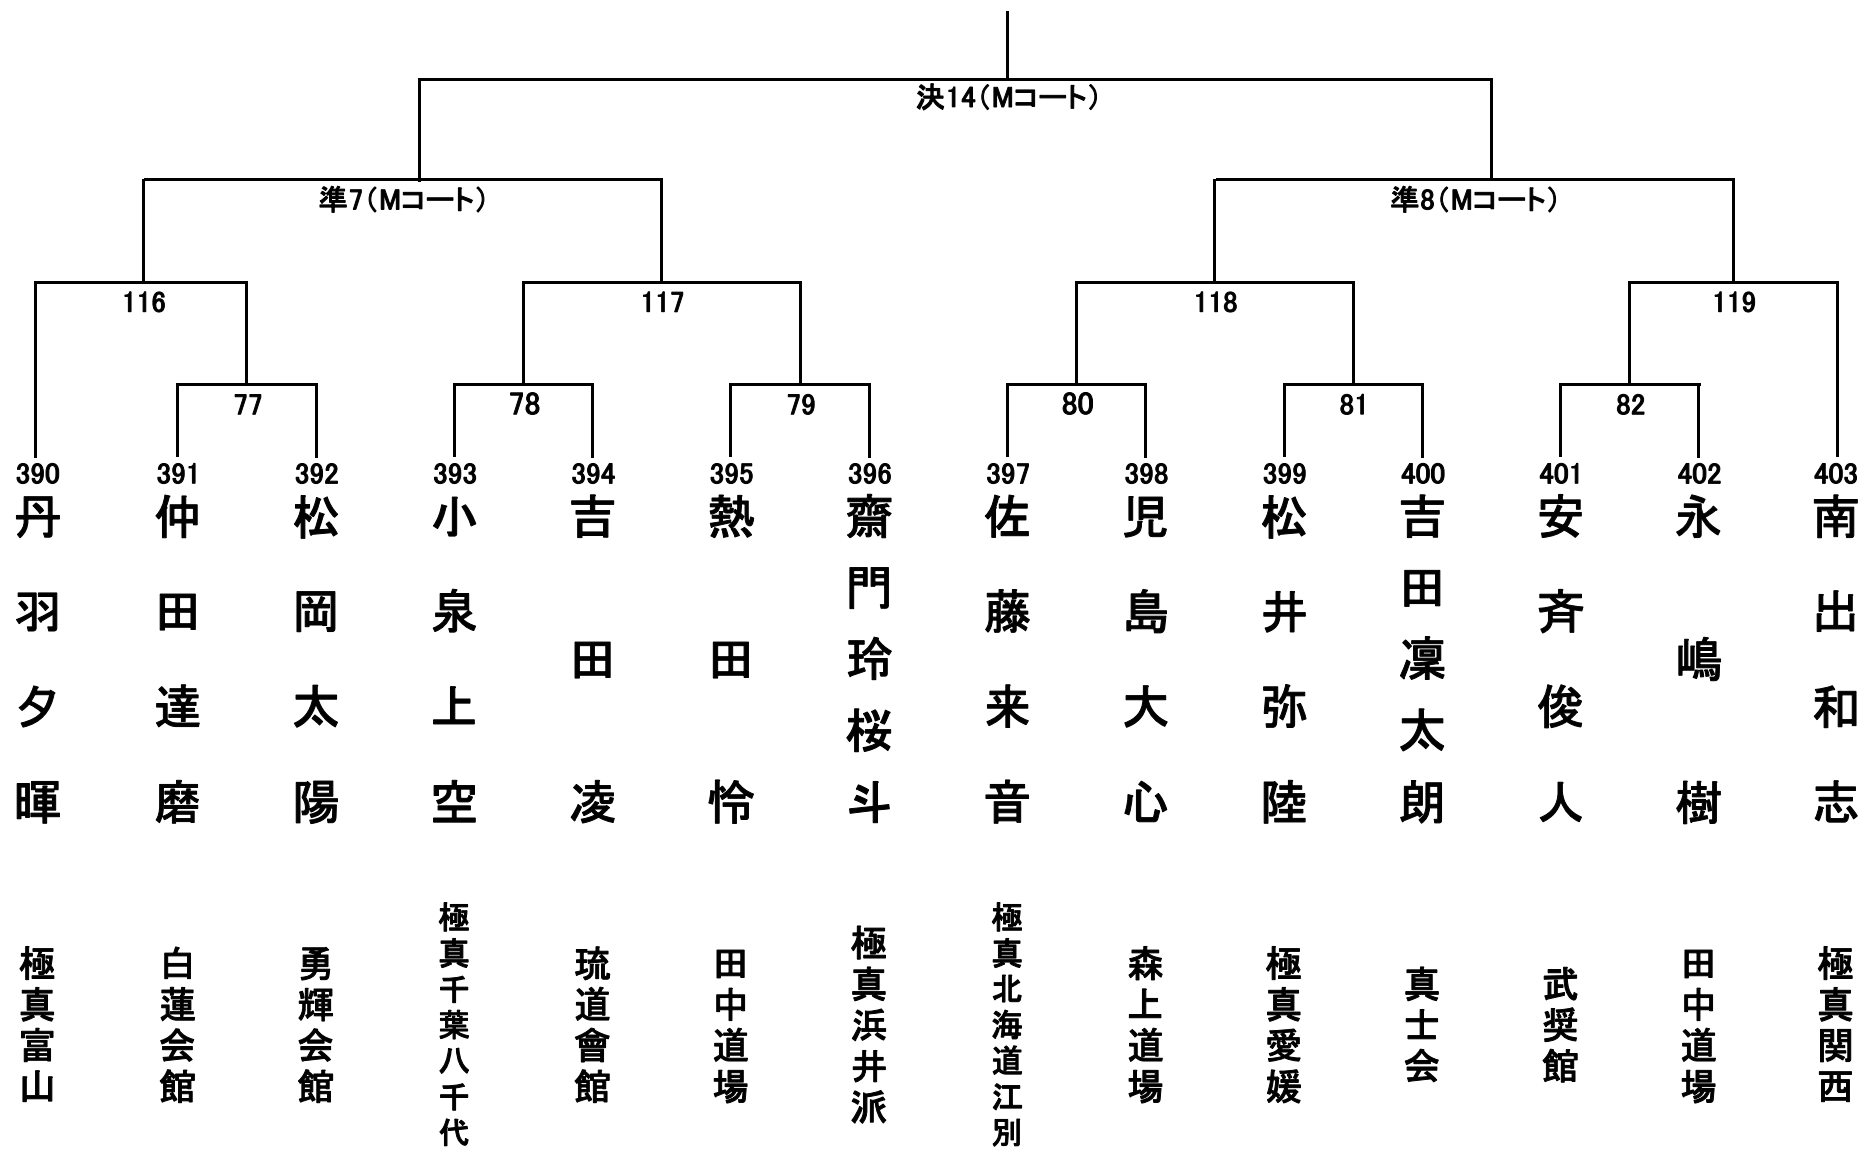 決14(Mコート)
準7(Mコート)
準8(Mコート)
116
117
118
119
77
78
79
80
81
82
390
391
392
393
394
395
396
397
398
399
400
401
402
403
丹羽夕暉
仲田達磨
松岡太陽
小泉上空
吉田凌
熱田怜
齋門玲桜斗
佐藤来音
児島大心
松井弥陸
吉田凜太朗
安斉俊人
永嶋樹
南出和志
極真富山
白蓮会館
勇輝会館
極真千葉八千代
琉道會館
田中道場
極真浜井派
極真北海道江別
森上道場
極真愛媛
真士会
武奨館
田中道場
極真関西